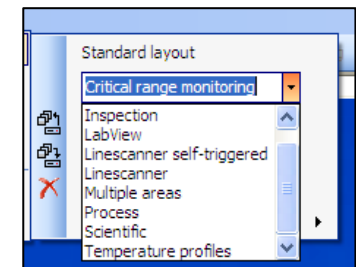 Standard layout
Critical range monitoring
Inspection
LabView
Linescanner self-triggered
Linescanner
Multiple areas
Process
Scientific
Temperature profiles